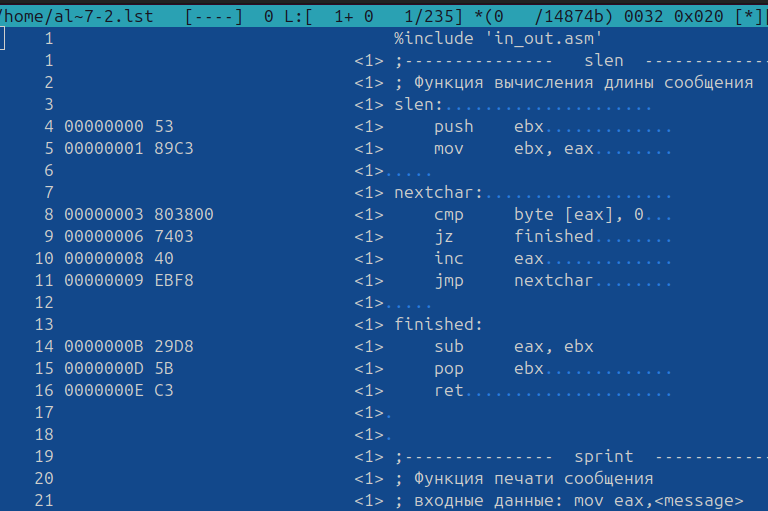 /home/al~7-2.lst   [----]  0 L:[  1+ 0   1/235] *(0   /14874b) 0032 0x020 [*]
1 %include 'in_out.asm'
1 <1> ;--------------- slen -------------
2 <1> ; Функция вычисления длины сообщения
3 <1> slen:.....................
4 00000000 53 <1> push ebx.............
5 00000001 89C3 <1> mov ebx, eax........
6 <1>.....
7 <1> nextchar:...................
8 00000003 803800 <1> cmp byte [eax], 0...
9 00000006 7403 <1> jz finished........
10 00000008 40 <1> inc eax.............
11 00000009 EBF8 <1> jmp nextchar........
12 <1>.....
13 <1> finished:
14 0000000B 29D8 <1> sub eax, ebx
15 0000000D 5B <1> pop ebx.............
16 0000000E C3 <1> ret.....................
17 <1>.
18 <1>.
19 <1> ;--------------- sprint ------------
20 <1> ; Функция печати сообщения
21 <1> ; входные данные: mov eax,<message>